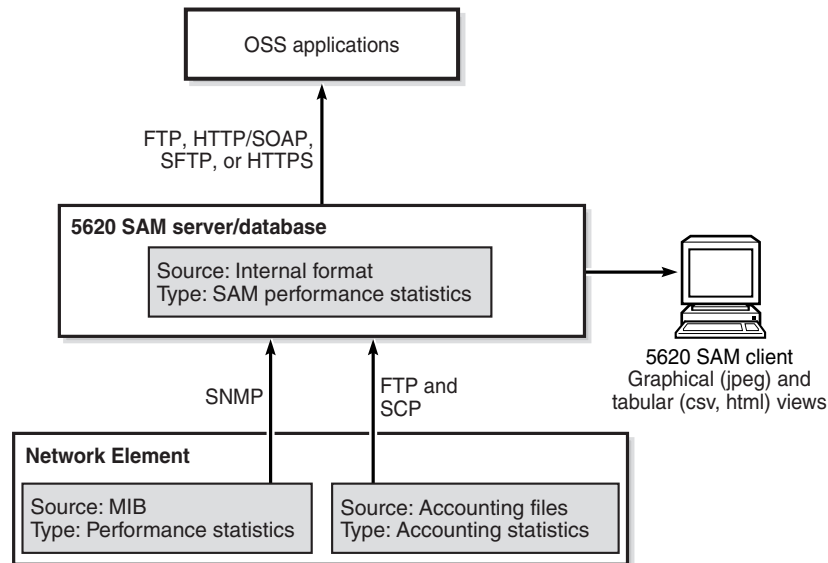 OSS applications
FTP, HTTP/SOAP,
SFTP, or HTTPS
5620 SAM server/database
Source: Internal format
Type: SAM performance statistics
5620 SAM client
Graphical (jpeg) and
tabular (csv, html) views
SNMP
FTP and
SCP
Network Element
Source: MIB
Type: Performance statistics
Source: Accounting files
Type: Accounting statistics